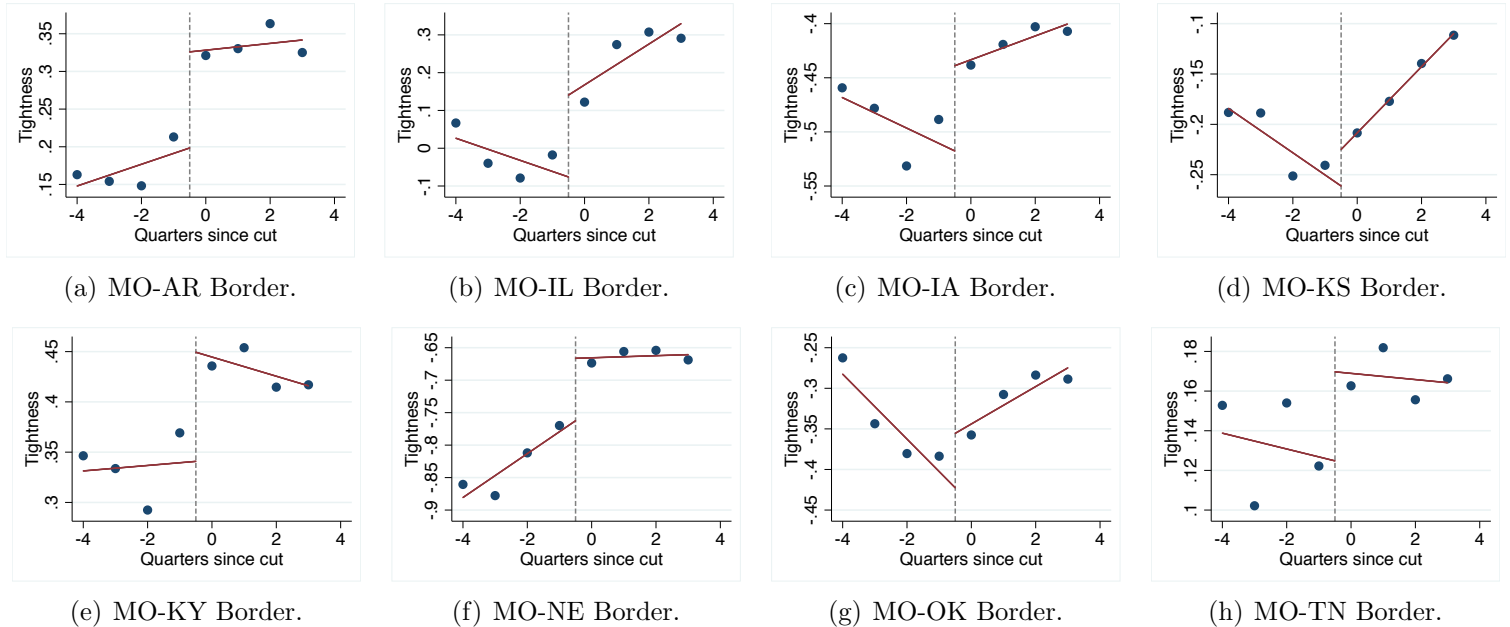 Tightness
.15 .2 .25 .3 .35
-4 -2 0 2 4
Quarters since cut
(a) MO-AR Border.
Tightness
-.1 0 .1 .2 .3
-4 -2 0 2 4
Quarters since cut
(b) MO-IL Border.
Tightness
-.55 -.5 -.45 -.4
-4 -2 0 2 4
Quarters since cut
(c) MO-IA Border.
Tightness
-.25 -.2 -.15 -.1
-4 -2 0 2 4
Quarters since cut
(d) MO-KS Border.
Tightness
.3 .35 .4 .45
-4 -2 0 2 4
Quarters since cut
(e) MO-KY Border.
Tightness
-.9 -.85 -.8 -.75 -.7 -.65
-4 -2 0 2 4
Quarters since cut
(f) MO-NE Border.
Tightness
-.45 -.4 -.35 -.3 -.25
-4 -2 0 2 4
Quarters since cut
(g) MO-OK Border.
Tightness
.1 .12 .14 .16 .18
-4 -2 0 2 4
Quarters since cut
(h) MO-TN Border.